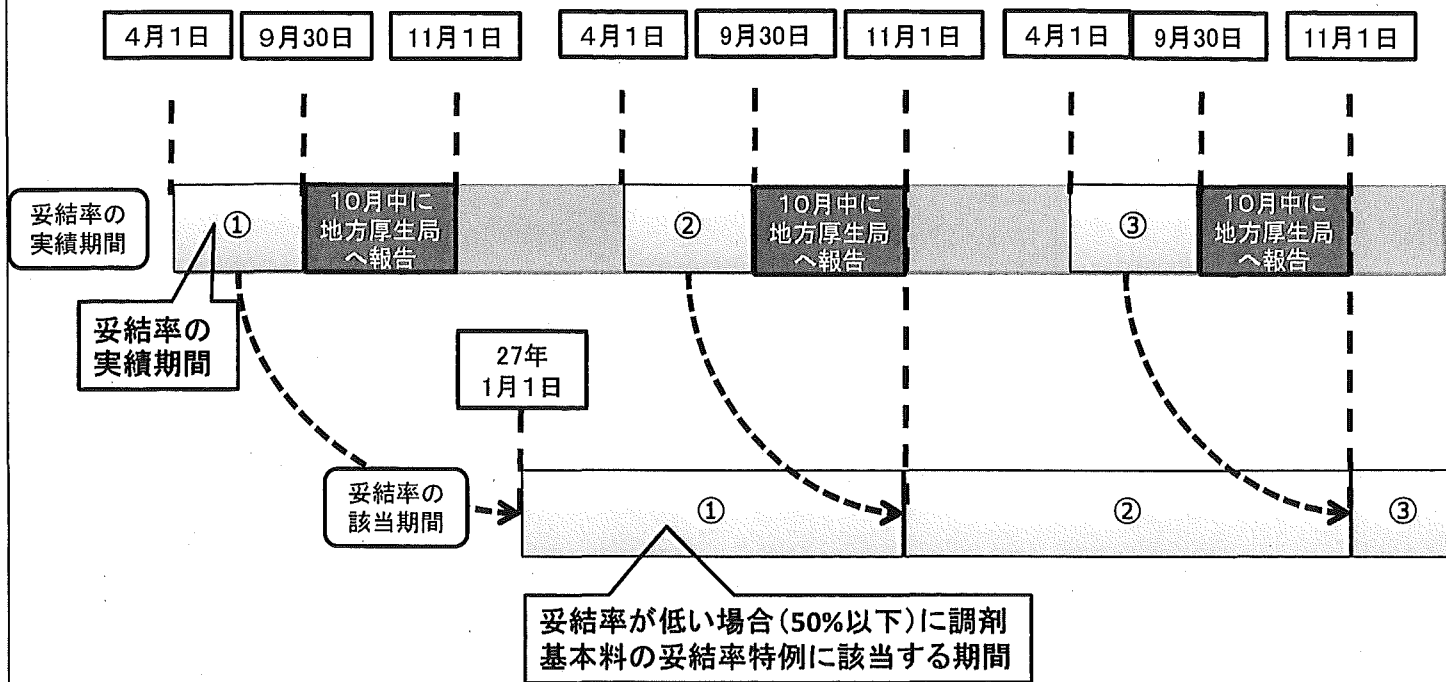 4月1日
9月30日
11月1日
4月1日
9月30日
11月1日
4月1日
9月30日
11月1日
妥結率の
実績期間
①
10月中に
地方厚生局
へ報告
②
10月中に
地方厚生局
へ報告
③
10月中に
地方厚生局
へ報告
妥結率の
実績期間
27年
1月1日
妥結率の
該当期間
①
②
③
妥結率が低い場合(50%以下)に調剤
基本料の妥結率特例に該当する期間